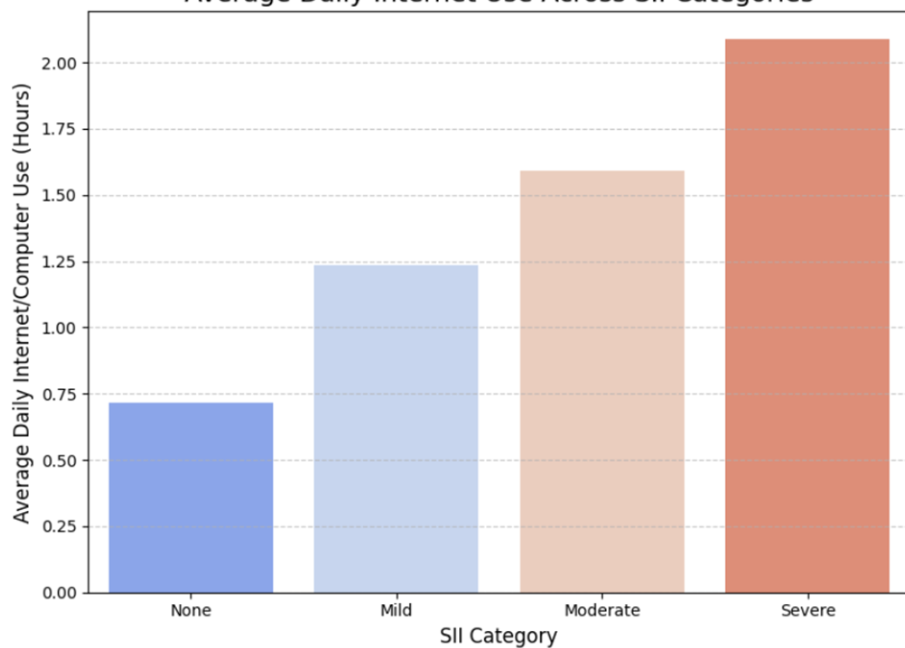 Average Daily Internet Use Across SII Categories
Average Daily Internet/Computer Use (Hours)
2.00
1.75
1.50
1.25
1.00
0.75
0.50
0.25
0.00
None
Mild
Moderate
Severe
SII Category